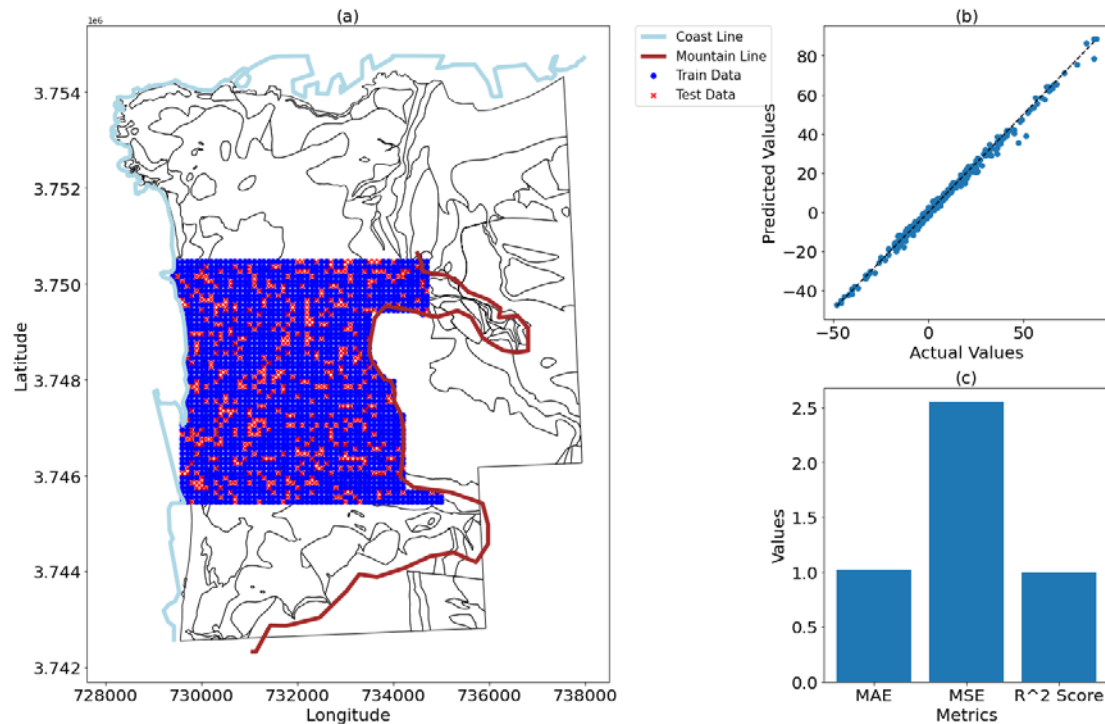 (a)
1e6
3.754
3.752
3.750
3.748
3.746
3.744
3.742
Latitude
728000 730000 732000 734000 736000 738000
Longitude
Coast Line
Mountain Line
Train Data
Test Data
(b)
80
60
40
20
0
−20
−40
Predicted Values
−50 0 50
Actual Values
(c)
2.5
2.0
1.5
1.0
0.5
0.0
Values
MAE MSE R^2 Score
Metrics